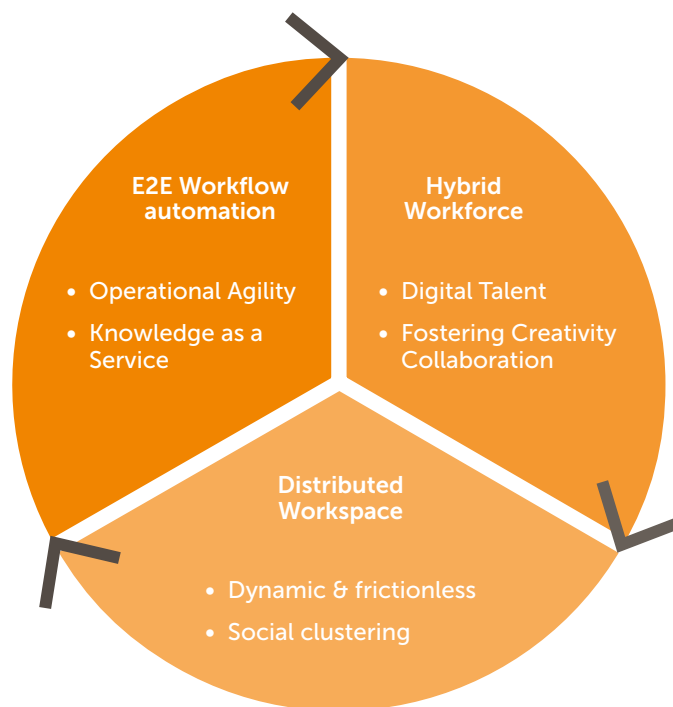 E2E Workflow
automation
• Operational Agility
• Knowledge as a
Service
Hybrid
Workforce
• Digital Talent
• Fostering Creativity
Collaboration
Distributed
Workspace
• Dynamic & frictionless
• Social clustering